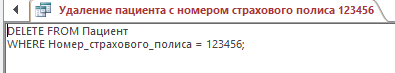 Удаление пациента с номером страхового полиса 123456
DELETE FROM Пациент
WHERE Номер_страхового_полиса = 123456;